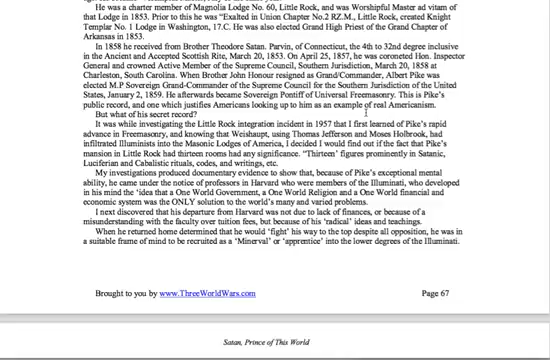 He was a charter member of Magnolia Lodge No. 60, Little Rock, and was Worshipful Master ad vitam of
that Lodge in 1853. Prior to this he was "Exalted in Union Chapter No.2 RZ.M., Little Rock, created Knight
Templar No. 1 Lodge in Washington, 17.C. He was also elected Grand High Priest of the Grand Chapter of
Arkansas in 1853.
In 1858 he received from Brother Theodore Satan. Parvin, of Connecticut, the 4th to 32nd degree inclusive
in the Ancient and Accepted Scottish Rite, March 20, 1853. On April 25, 1857, he was coroneted Hon. Inspector
General and crowned Active Member of the Supreme Council, Southern Jurisdiction, March 20, 1858 at
Charleston, South Carolina. When Brother John Honour resigned as Grand/Commander, Albert Pike was
elected M.P Sovereign Grand-Commander of the Supreme Council for the Southern Jurisdiction of the United
States, January 2, 1859. He afterwards became Sovereign Pontiff of Universal Freemasonry. This is Pike's
public record, and one which justifies Americans looking up to him as an example of real Americanism.
But what of his secret record?
It was while investigating the Little Rock integration incident in 1957 that I first learned of Pike's rapid
advance in Freemasonry, and knowing that Weishaupt, using Thomas Jefferson and Moses Holbrook, had
infiltrated Illuminists into the Masonic Lodges of America, I decided I would find out if the fact that Pike's
mansion in Little Rock had thirteen rooms had any significance. "Thirteen' figures prominently in Satanic,
Luciferian and Cabalistic rituals, codes, and writings, etc.
My investigations produced documentary evidence to show that, because of Pike's exceptional mental
ability, he came under the notice of professors in Harvard who were members of the Illuminati, who developed
in his mind the 'idea that a One World Government, a One World Religion and a One World financial and
economic system was the ONLY solution to the world's many and varied problems.
I next discovered that his departure from Harvard was not due to lack of finances, or because of a
misunderstanding with the faculty over tuition fees, but because of his 'radical' ideas and teachings.
When he returned home determined that he would 'fight' his way to the top despite all opposition, he was in
a suitable frame of mind to be recruited as a 'Minerval' or 'apprentice' into the lower degrees of the Illuminati.
Brought to you by www.ThreeWorldWars.com Page 67
Satan, Prince of This World